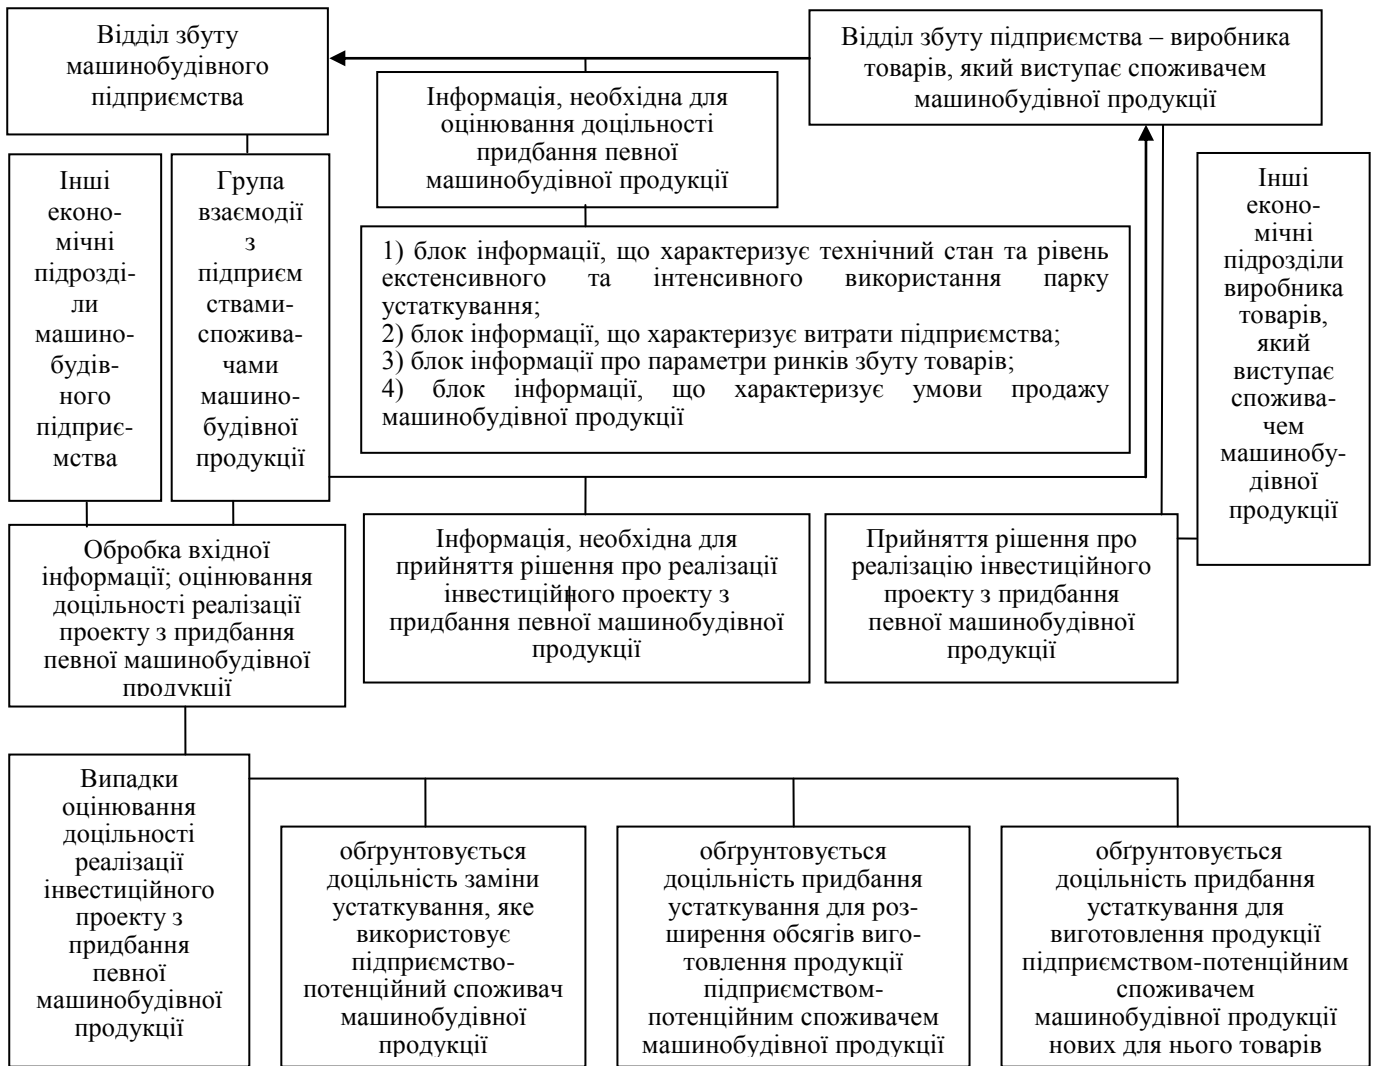 Відділ збуту
машинобудівного
підприємства
Відділ збуту підприємства – виробника
товарів, який виступає споживачем
машинобудівної продукції
Інформація, необхідна для
оцінювання доцільності
придбання певної
машинобудівної продукції
Інші
еконо-
мічні
підрозді-
ли
машино-
будів-
ного
підприє-
мства
Група
взаємодії
з
підприєм
ствами-
спожива-
чами
машино-
будівної
продукції
1) блок інформації, що характеризує технічний стан та рівень
екстенсивного та інтенсивного використання парку
устаткування;
2) блок інформації, що характеризує витрати підприємства;
3) блок інформації про параметри ринків збуту товарів;
4) блок інформації, що характеризує умови продажу
машинобудівної продукції
Інші
еконо-
мічні
підрозділи
виробника
товарів,
який
виступає
спожива-
чем
машинобу-
дівної
продукції
Обробка вхідної
інформації; оцінювання
доцільності реалізації
проекту з придбання
певної машинобудівної
продукції
Інформація, необхідна для
прийняття рішення про реалізації
інвестиційного проекту з
придбання певної машинобудівної
продукції
Прийняття рішення про
реалізацію інвестиційного
проекту з придбання
певної машинобудівної
продукції
Випадки
оцінювання
доцільності
реалізації
інвестиційного
проекту з
придбання
певної
машинобудівної
продукції
обґрунтовується
доцільність заміни
устаткування, яке
використовує
підприємство-
потенційний споживач
машинобудівної
продукції
обґрунтовується
доцільність придбання
устаткування для роз-
ширення обсягів виго-
товлення продукції
підприємством-
потенційним споживачем
машинобудівної продукції
обґрунтовується
доцільність придбання
устаткування для
виготовлення продукції
підприємством-потенційним
споживачем
машинобудівної продукції
нових для нього товарів